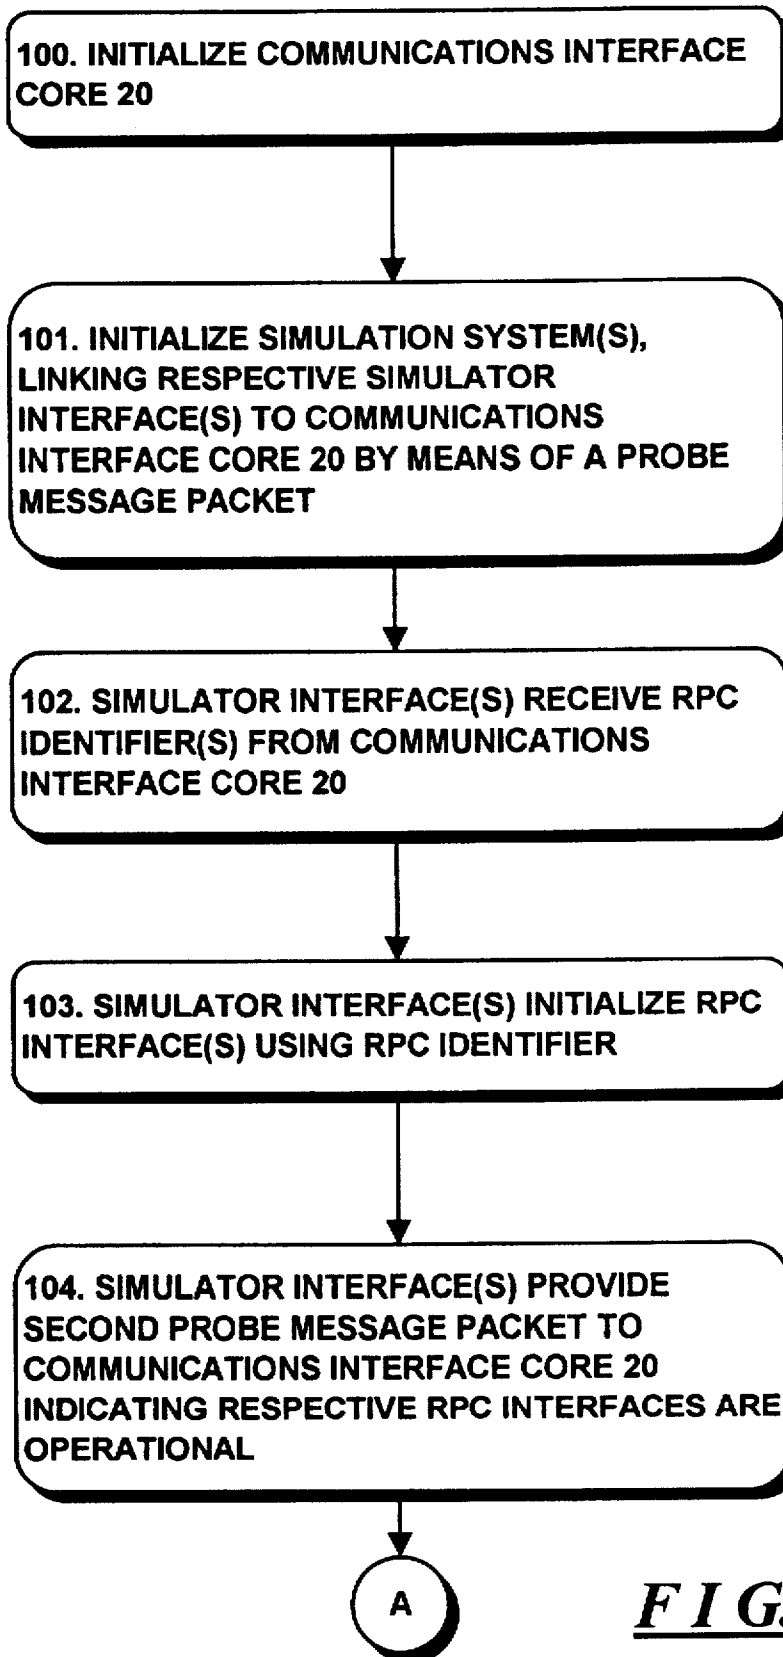 100. INITIALIZE COMMUNICATIONS INTERFACE
CORE 20
101. INITIALIZE SIMULATION SYSTEM(S),
LINKING RESPECTIVE SIMULATOR
INTERFACE(S) TO COMMUNICATIONS
INTERFACE CORE 20 BY MEANS OF A PROBE
MESSAGE PACKET
102. SIMULATOR INTERFACE(S) RECEIVE RPC
IDENTIFIER(S) FROM COMMUNICATIONS
INTERFACE CORE 20
103. SIMULATOR INTERFACE(S) INITIALIZE RPC
INTERFACE(S) USING RPC IDENTIFIER
104. SIMULATOR INTERFACE(S) PROVIDE
SECOND PROBE MESSAGE PACKET TO
COMMUNICATIONS INTERFACE CORE 20
INDICATING RESPECTIVE RPC INTERFACES ARE
OPERATIONAL
A
FIG.